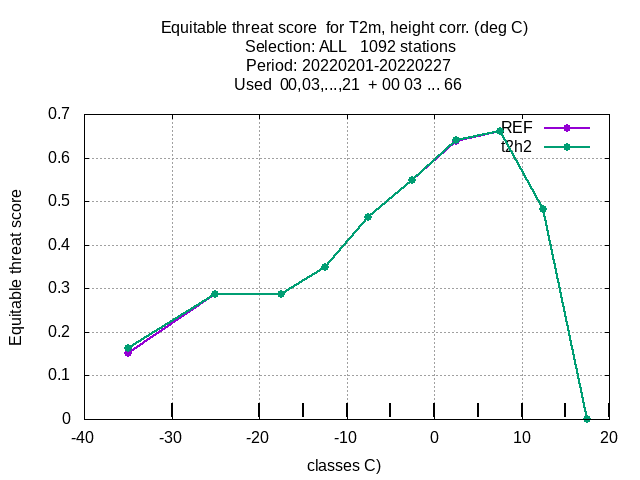 Equitable threat score  for T2m, height corr. (deg C)
Selection: ALL   1092 stations
Period: 20220201-20220227
Used  00,03,...,21  + 00 03 ... 66
REF
t2h2
0.7
0.6
0.5
0.4
0.3
0.2
0.1
0
Equitable threat score
-40 -30 -20 -10 0 10 20
classes C)